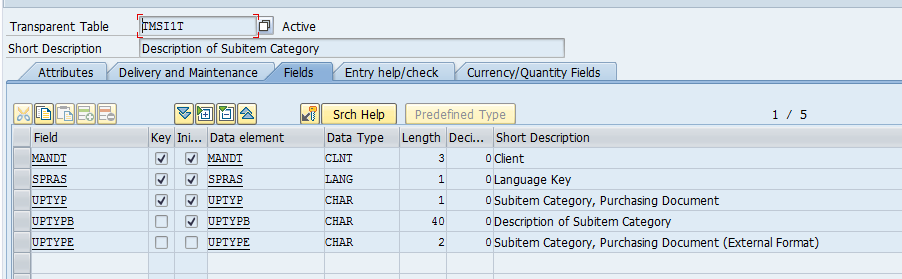 Transparent Table TMSI1T Active
Short Description Description of Subitem Category
Attributes Delivery and Maintenance Fields Entry help/check Currency/Quantity Fields
Srch Help Predefined Type 1 / 5
Field Key Ini... Data element Data Type Length Deci... Short Description
MANDT MANDT CLNT 3 0 Client
SPRAS SPRAS LANG 1 0 Language Key
UPTYP UPTYP CHAR 1 0 Subitem Category, Purchasing Document
UPTYPB UPTYPB CHAR 40 0 Description of Subitem Category
UPTYPE UPTYPE CHAR 2 0 Subitem Category, Purchasing Document (External Format)